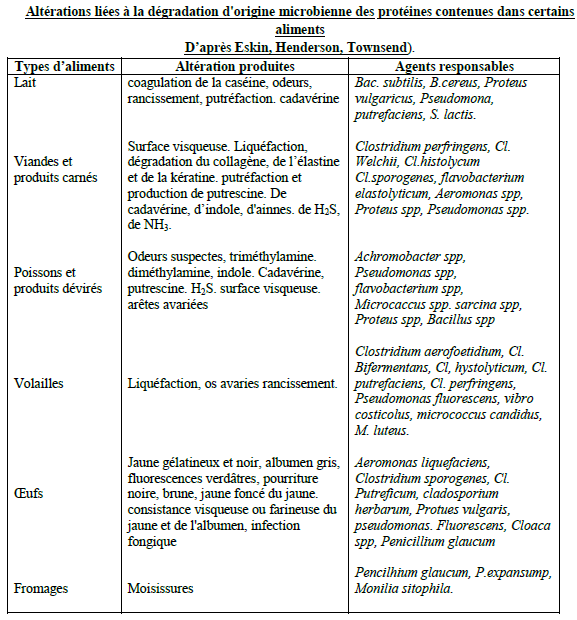 Altérations liées à la dégradation d'origine microbienne des protéines contenues dans certains
aliments
D'après Eskin, Henderson, Townsend).
Types d'aliments
Altération produites
Agents responsables
Lait
coagulation de la caséine, odeurs,
rancissement, putréfaction. cadavérine
Bac. subtilis, B.cereus, Proteus
vulgaricus, Pseudomona,
putrefaciens, S. lactis.
Viandes et
produits carnés
Surface visqueuse. Liquéfaction,
dégradation du collagène, de l'élastine
et de la kératine. putréfaction et
production de putrescine. De
cadavérine, d'indole, d'ainnes. de H2S,
de NH3.
Clostridium perfringens, Cl.
Welchii, Cl.histolycum
Cl.sporogenes, flavobacterium
elastolyticum, Aeromonas spp,
Proteus spp, Pseudomonas spp.
Poissons et
produits dévirés
Odeurs suspectes, triméthylamine.
diméthylamine, indole. Cadavérine,
putrescine. H2S. surface visqueuse.
arêtes avariées
Achromobacter spp,
Pseudomonas spp,
flavobacterium spp,
Micrococcus spp. sarcina spp,
Proteus spp, Bacillus spp
Volailles
Liquéfaction, os avaries rancissement.
Clostridium aerofoetidium, Cl.
Bifermentans, Cl, hystolyticum, Cl.
putrefaciens, Cl. perfringens,
Pseudomonas fluorescens, vibro
costicolus, micrococcus candidus,
M. luteus.
Œufs
Jaune gélatineux et noir, albumen gris,
fluorescences verdâtres, pourriture
noire, brune, jaune foncé du jaune.
consistance visqueuse ou farineuse du
jaune et de l'albumen, infection
fongique
Aeromonas liquefaciens,
Clostridium sporogenes, Cl.
Putreficum, cladosporium
herbarum, Protues vulgaris,
pseudomonas. Fluorescens, Cloaca
spp, Penicillium glaucum
Fromages
Moisissures
Pencilhium glaucum, P.expansump,
Monilia sitophila.